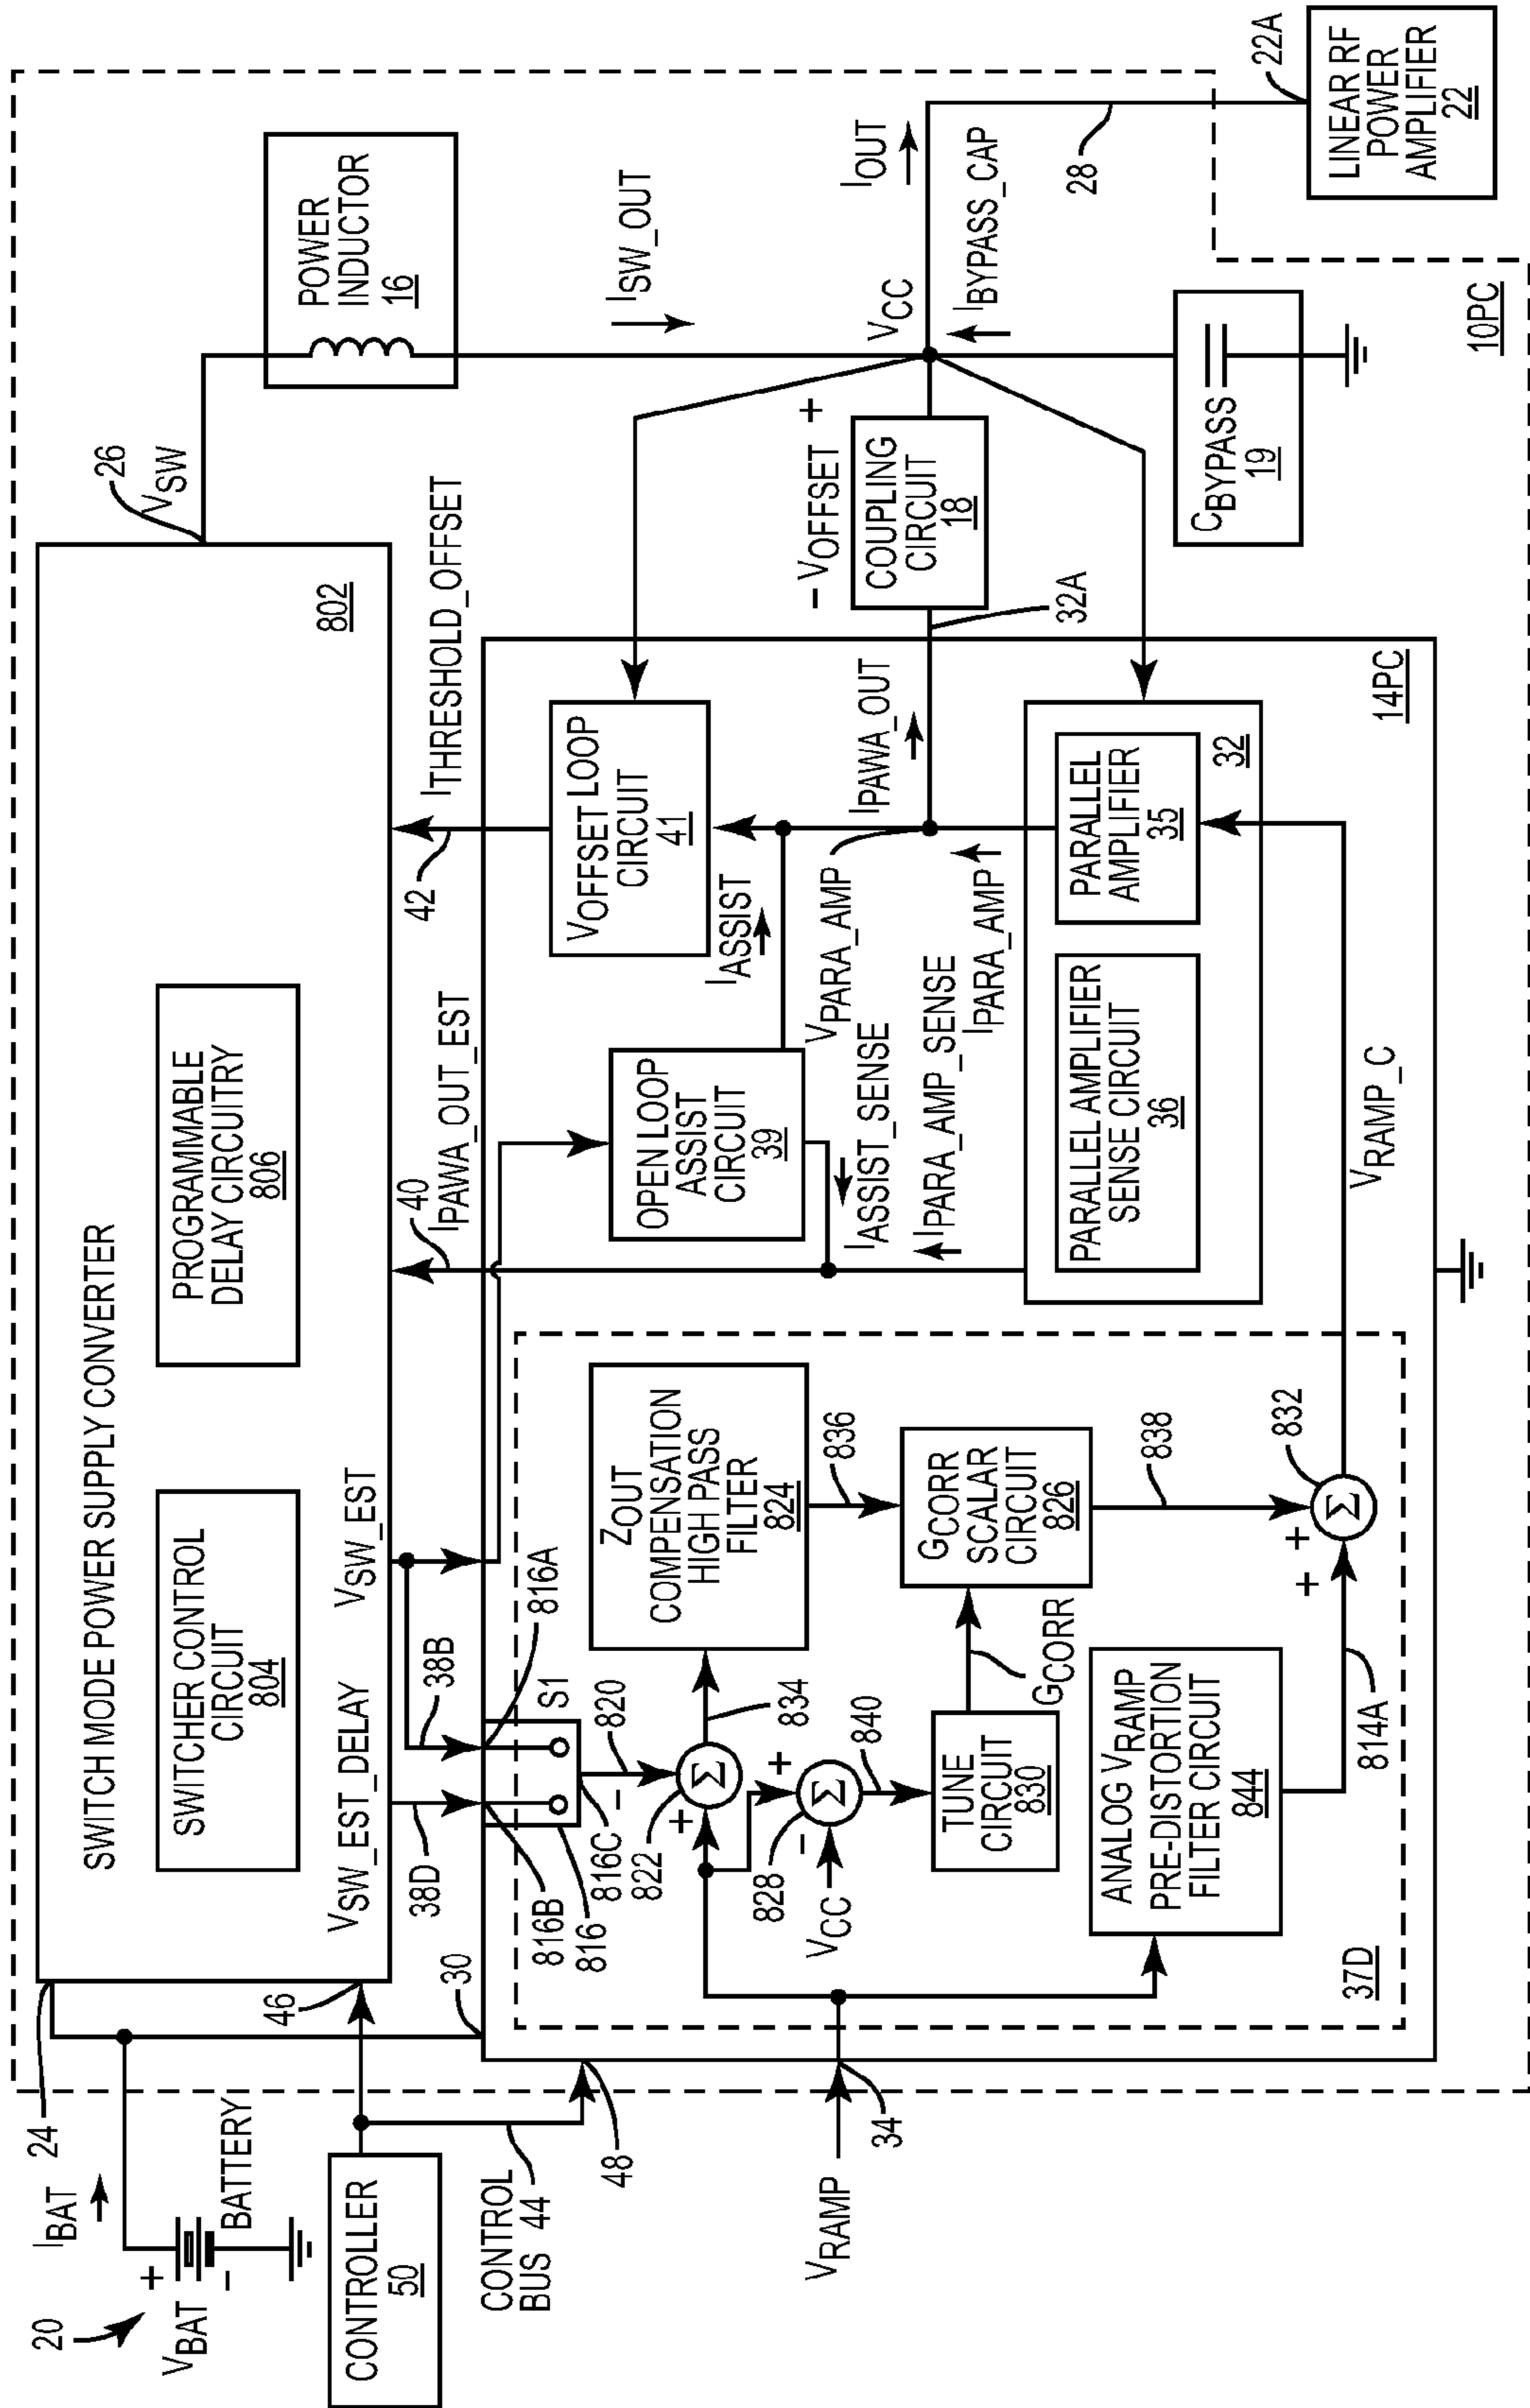 20
VBAT
+
-
BATTERY
IBAT
24
CONTROLLER
50
CONTROL
BUS 44
46
48
30
VRAMP
34
SWITCH MODE POWER SUPPLY CONVERTER
802
SWITCHER CONTROL
CIRCUIT
804
PROGRAMMABLE
DELAY CIRCUITRY
806
26
VSW
POWER
INDUCTOR
16
ISW_OUT
VSW_EST_DELAY
VSW_EST
38D
38B
40
IPAWA_OUT_EST
42
ITHRESHOLD_OFFSET
816A
816B
816
816C
S1
820
-
+
822
Σ
834
ZOUT
COMPENSATION
HIGH PASS
FILTER
824
836
828
VCC
-
+
Σ
840
TUNE
CIRCUIT
830
GCORR
GCORR
SCALAR
CIRCUIT
826
838
ANALOG VRAMP
PRE-DISTORTION
FILTER CIRCUIT
844
814A
+
+
Σ
832
37D
VRAMP_C
OPEN LOOP
ASSIST
CIRCUIT
39
IASSIST_SENSE
IASSIST
VOFFSET LOOP
CIRCUIT
41
IPARA_AMP_SENSE
VPARA_AMP
IPARA_AMP
IPAWA_OUT
PARALLEL AMPLIFIER
SENSE CIRCUIT
36
PARALLEL
AMPLIFIER
35
32
14PC
32A
- VOFFSET +
COUPLING
CIRCUIT
18
VCC
IBYPASS_CAP
IOUT
CBYPASS
19
28
22A
LINEAR RF
POWER
AMPLIFIER
22
10PC